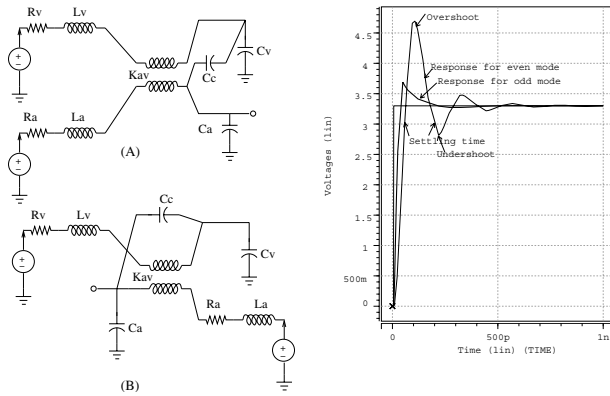 Rv
Lv
Kav
Cc
Cv
Ra
La
Ca
(A)
Rv
Lv
Cc
Cv
Kav
Ra
La
Ca
(B)
Voltages (lin)
4.5
4
3.5
3
2.5
2
1.5
1
500m
0
Overshoot
Response for even mode
Response for odd mode
Settling time
Undershoot
0
500p
1n
Time (lin) (TIME)